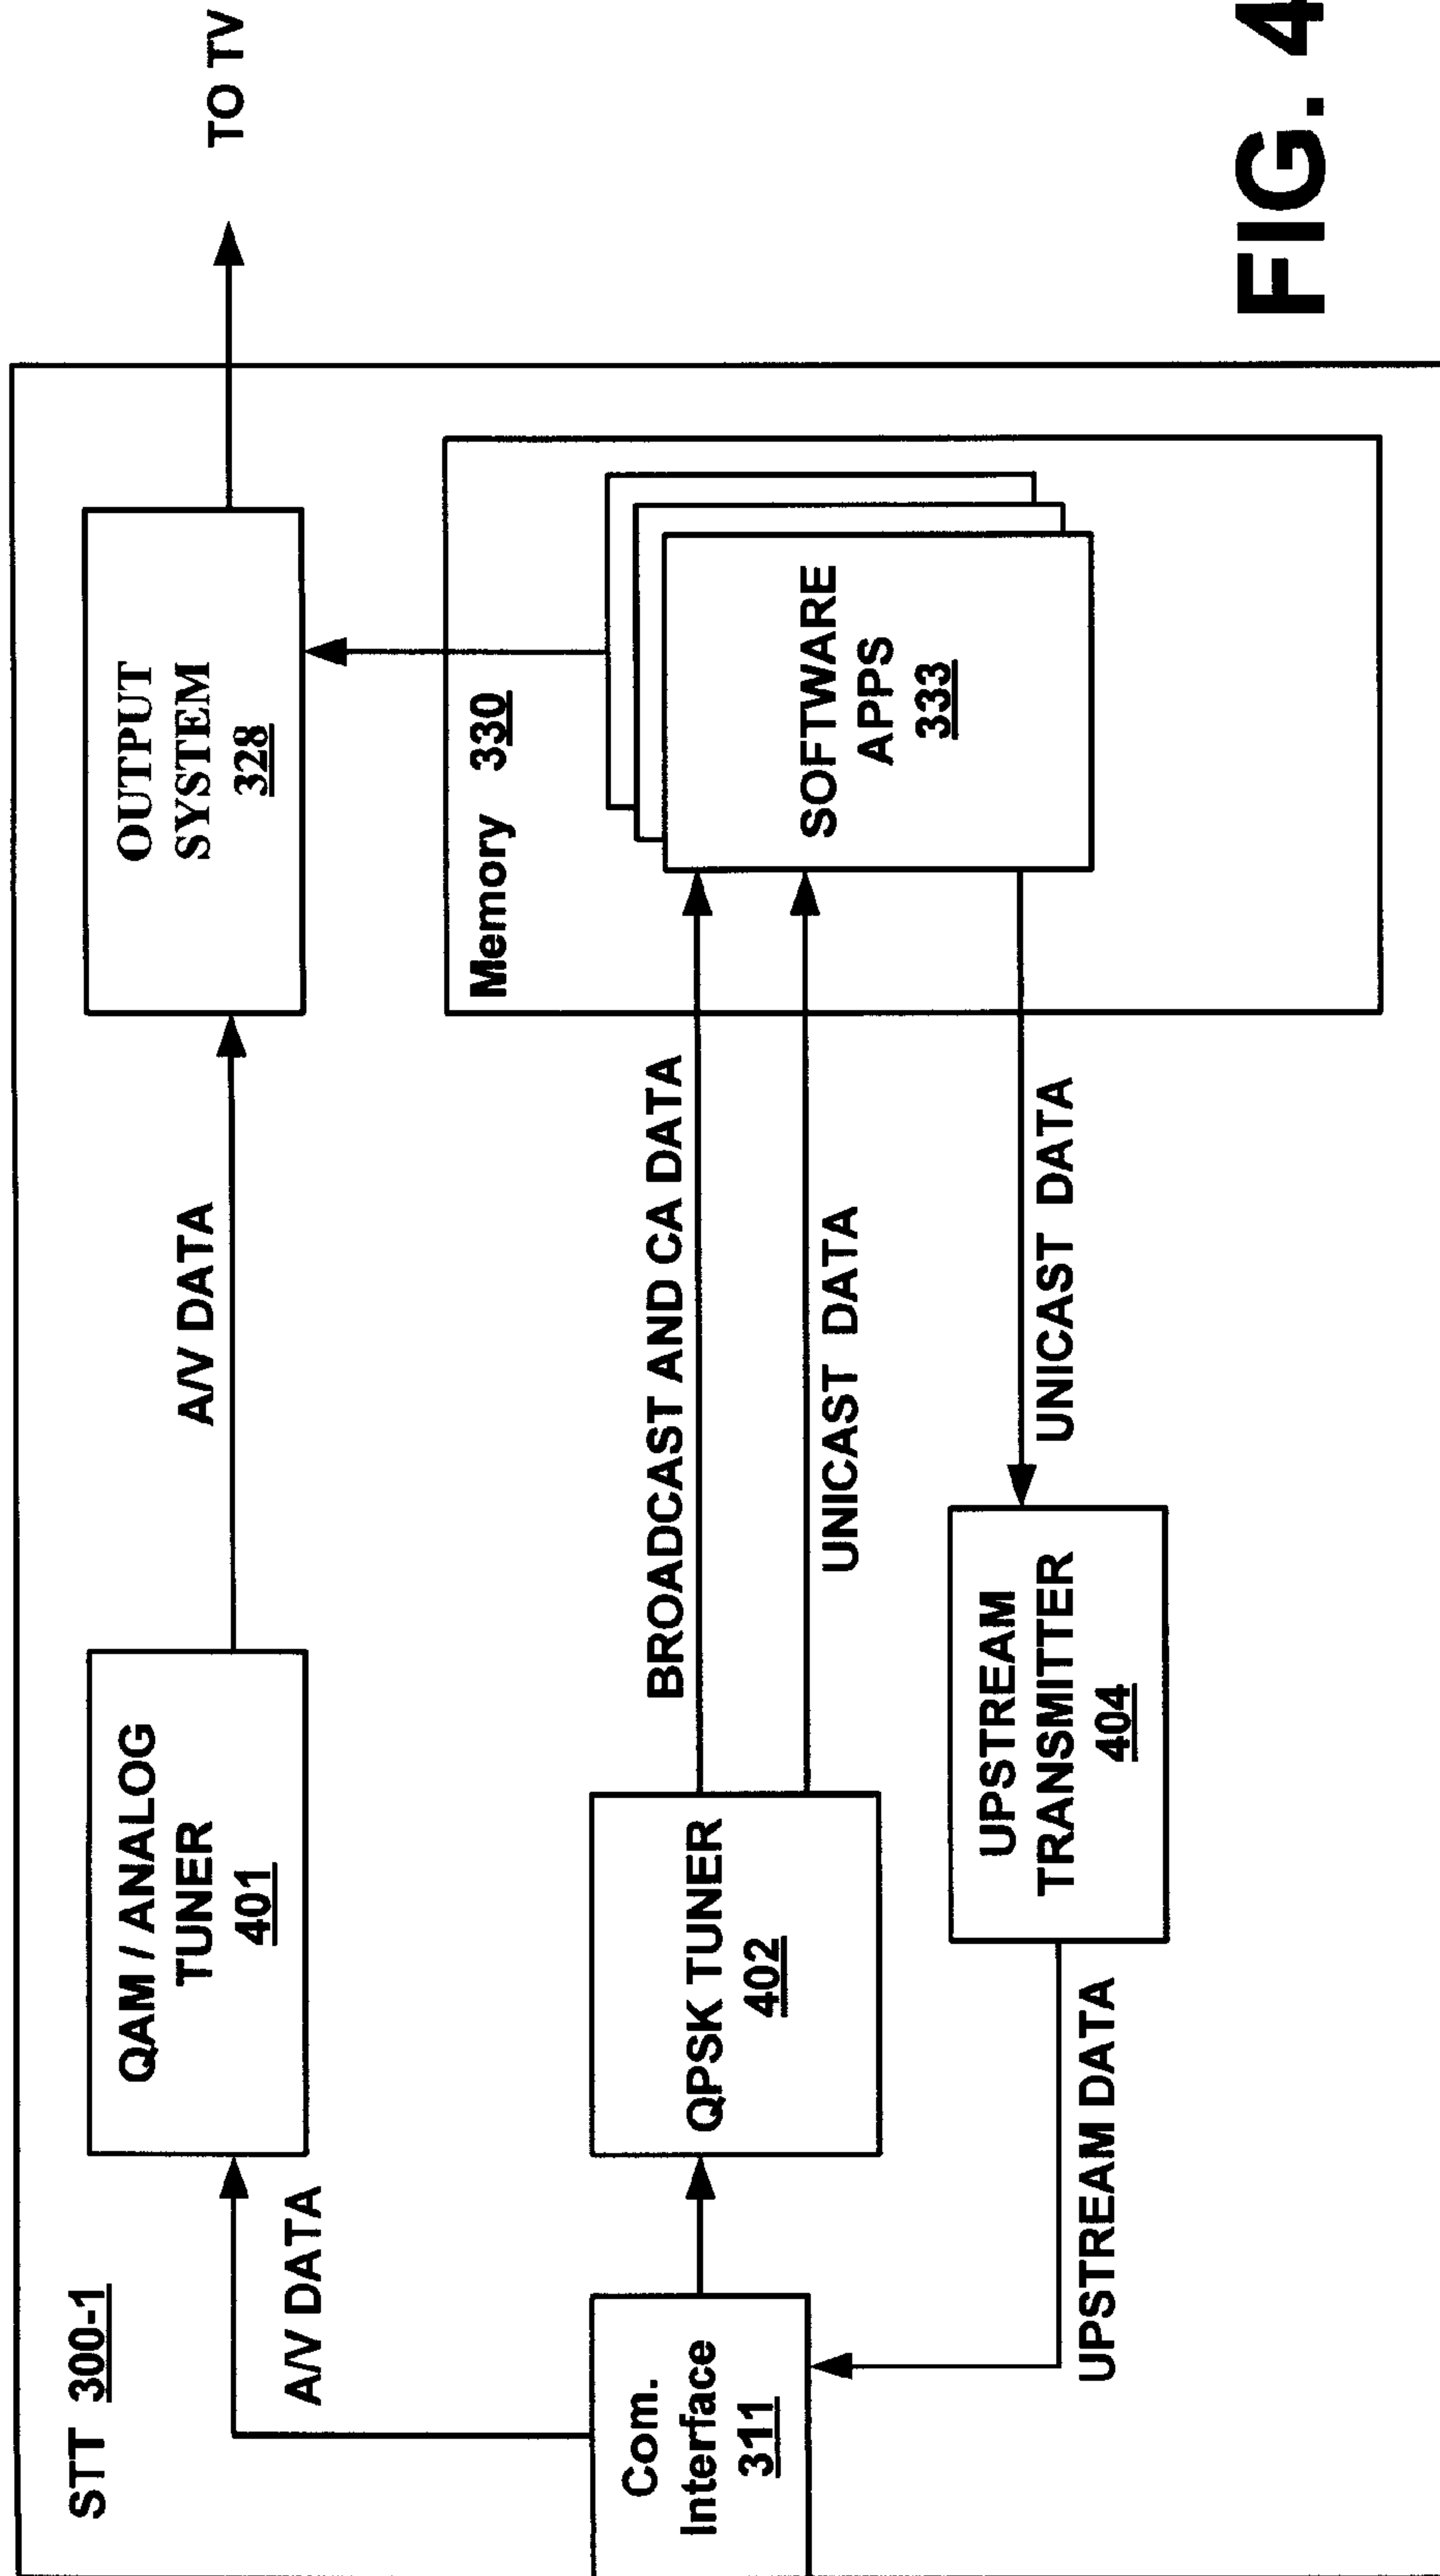 STT 300-1
QAM / ANALOG
TUNER
401
A/V DATA
OUTPUT
SYSTEM
328
TO TV
A/V DATA
Memory 330
BROADCAST AND CA DATA
Com.
Interface
311
QPSK TUNER
402
UNICAST DATA
SOFTWARE
APPS
333
UPSTREAM
TRANSMITTER
404
UNICAST DATA
UPSTREAM DATA
FIG. 4